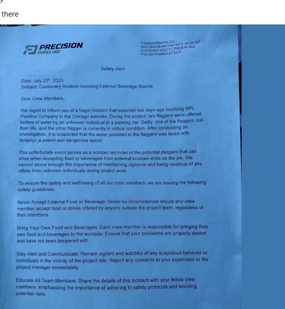 there
PRECISION
PIPELINE
Safety Alert
Date: July 20th, 2023
Subject: Cautionary Incident Involving External Beverage Source
Dear Crew Members,
We regret to inform you of a tragic incident that occurred two days ago involving NPL
Pipeline Company in the Chicago suburbs. During the project, two flaggers were offered
bottles of water by an unknown individual in a passing car. Sadly, one of the flaggers lost
their life, and the other flagger is currently in critical condition. After conducting an
investigation, it is suspected that the water provided to the flaggers was laced with
fentanyl, a potent and dangerous opioid.
This unfortunate event serves as a somber reminder of the potential dangers that can
arise when accepting food or beverages from external sources while on the job. We
cannot stress enough the importance of maintaining vigilance and being cautious of any
offers from unknown individuals during project work.
To ensure the safety and well-being of all our crew members, we are issuing the following
safety guidelines:
Never Accept External Food or Beverage: Under no circumstances should any crew
member accept food or drinks offered by anyone outside the project team, regardless of
their intentions.
Bring Your Own Food and Beverages: Each crew member is responsible for bringing their
own food and beverages to the worksite. Ensure that your provisions are properly sealed
and have not been tampered with.
Stay Alert and Communicate: Remain vigilant and watchful of any suspicious behavior or
individuals in the vicinity of the project site. Report any concerns to your supervisor or the
project manager immediately.
Educate All Team Members: Share the details of this incident with your fellow crew
members, emphasizing the importance of adhering to safety protocols and avoiding
potential risks.